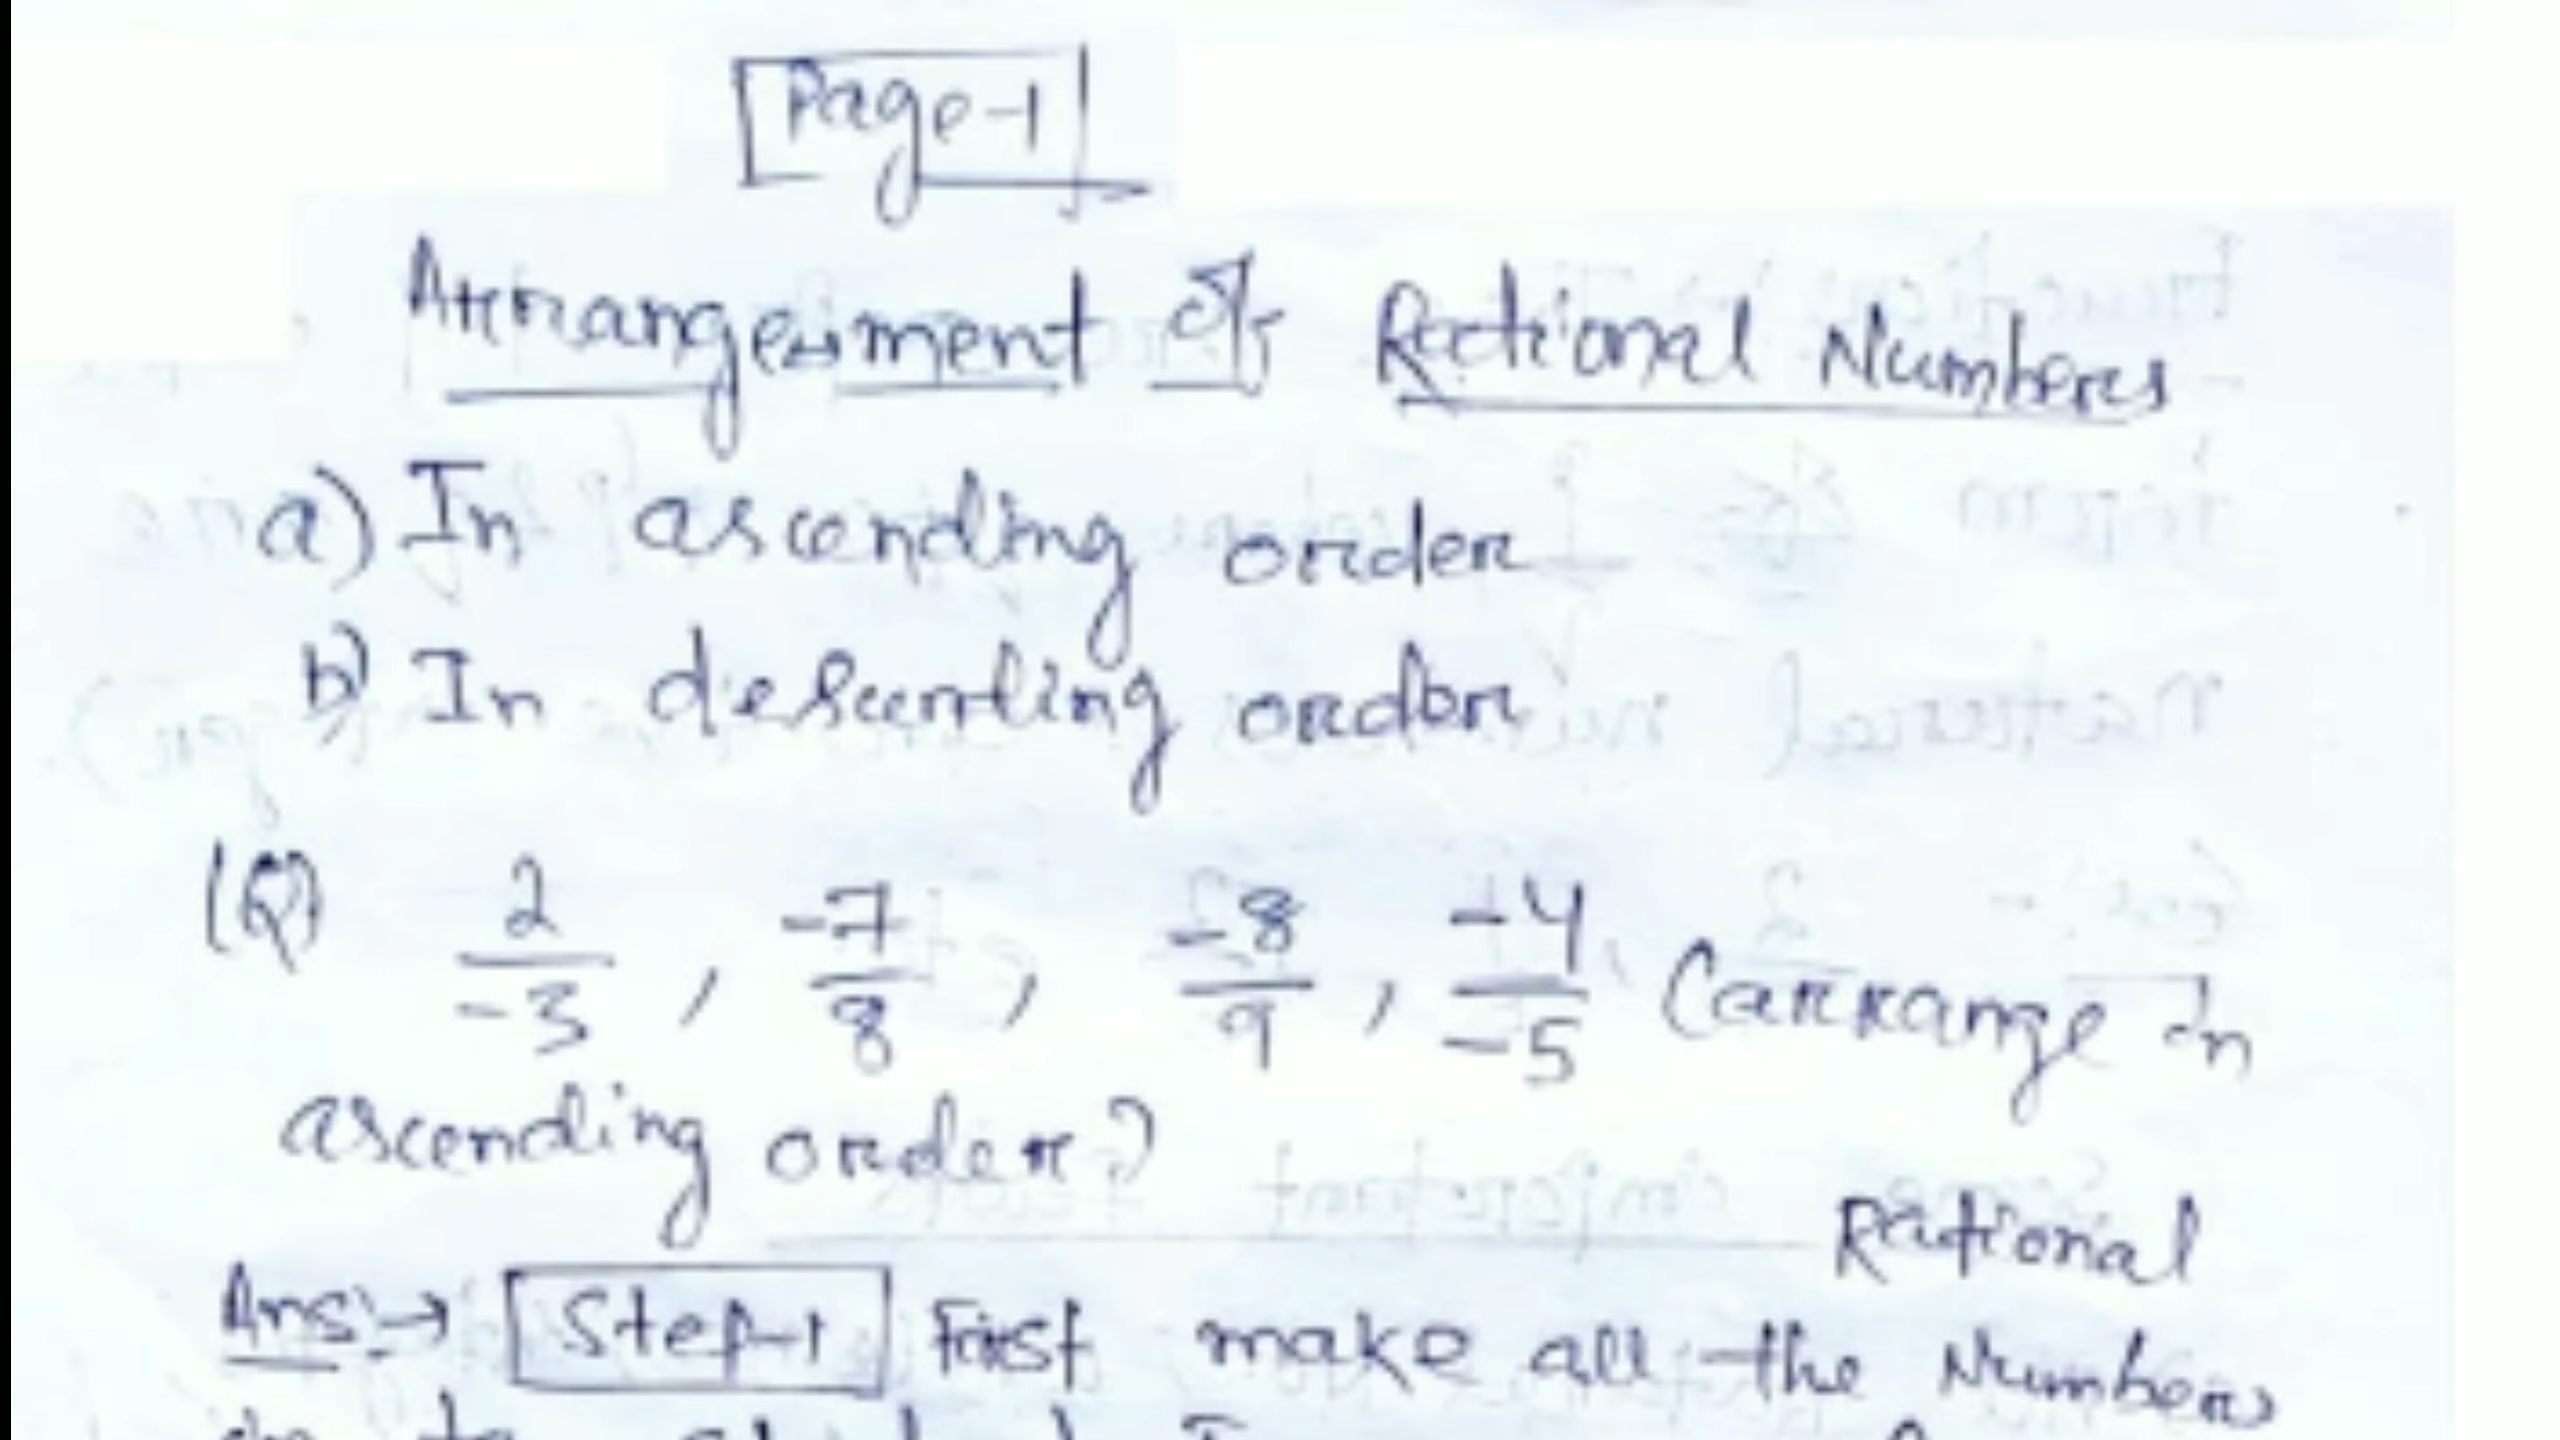 Page-1
Arrangement of Rational Numbers
a) In ascending order
b) In descending order
(Q) 2/-3 , -7/8 , -8/9 , -4/-5 (arrange in
ascending order?
Rational
Ans:→ Step-1 First make all the Numbers